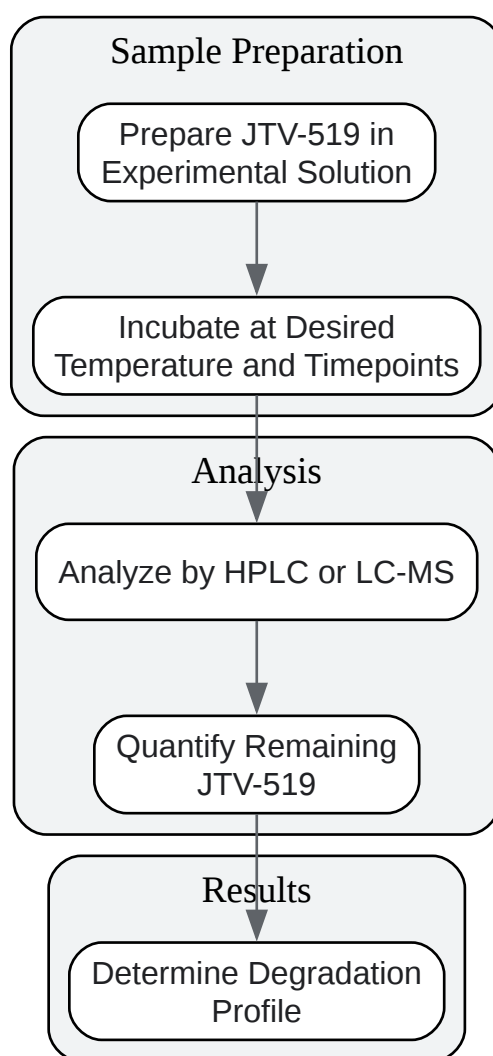 Sample Preparation
Prepare JTV-519 in
Experimental Solution
Incubate at Desired
Temperature and Timepoints
Analysis
Analyze by HPLC or LC-MS
Quantify Remaining
JTV-519
Results
Determine Degradation
Profile